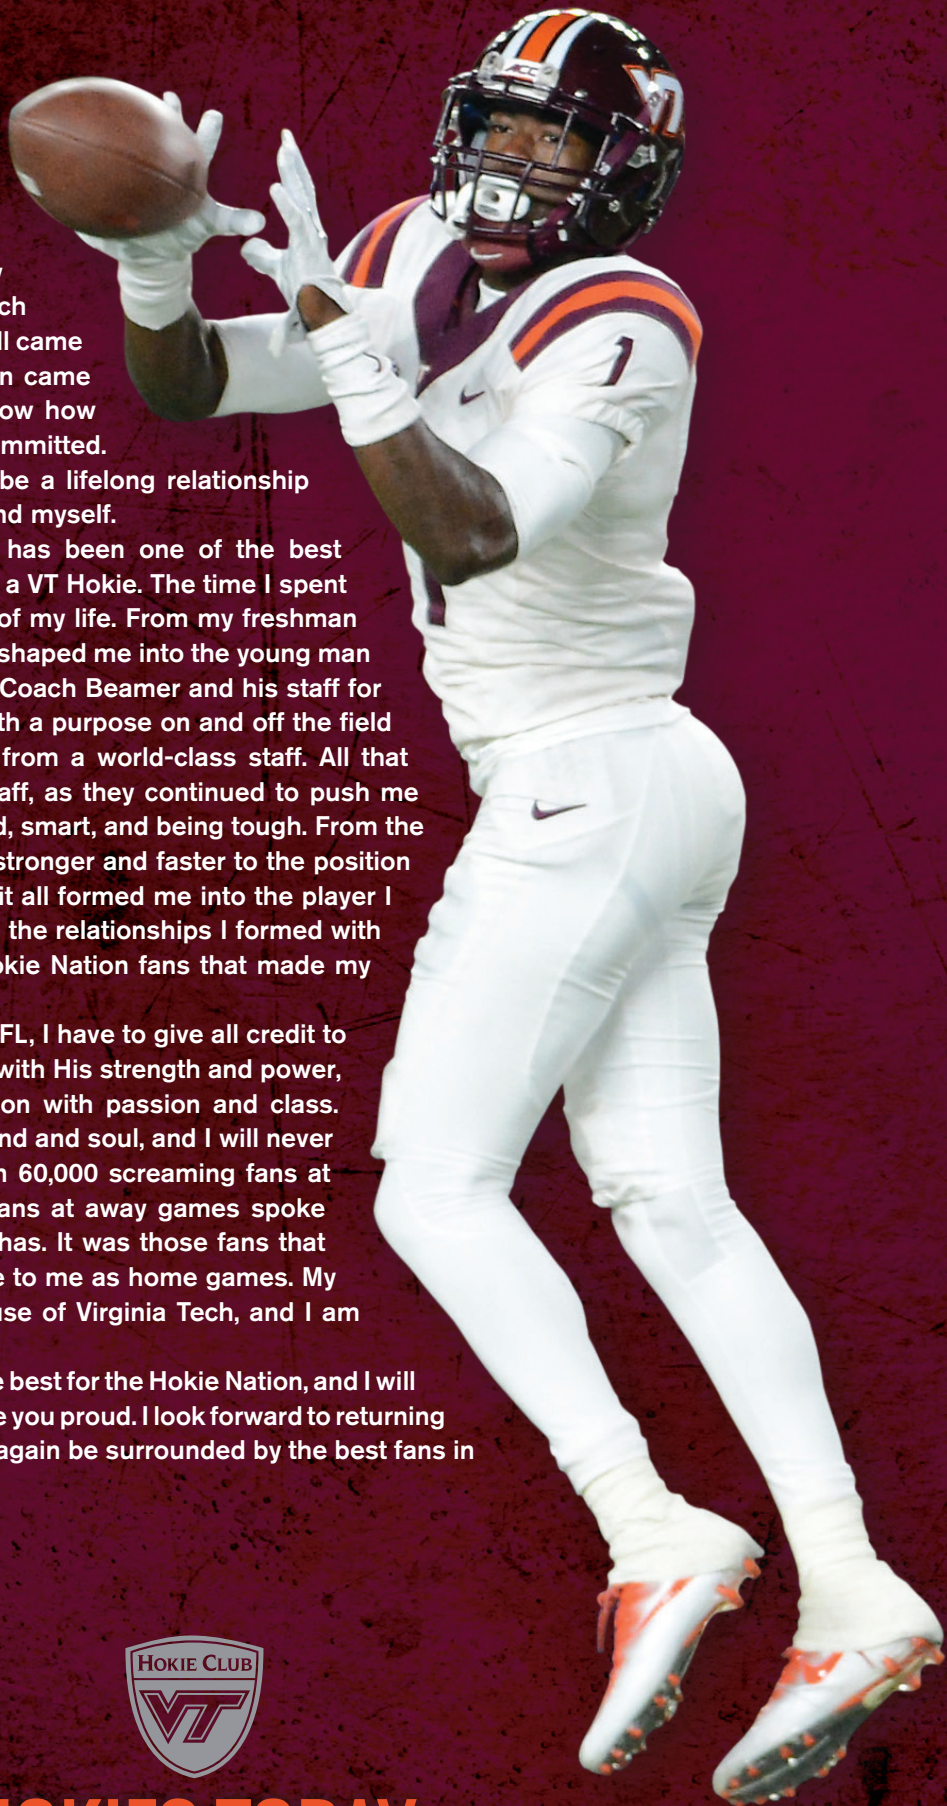 ACC
VT
1
ch
ll came
n came
ow how
mmitted.
be a lifelong relationship
nd myself.
has been one of the best
a VT Hokie. The time I spent
of my life. From my freshman
shaped me into the young man
Coach Beamer and his staff for
th a purpose on and off the field
from a world-class staff. All that
aff, as they continued to push me
d, smart, and being tough. From the
stronger and faster to the position
it all formed me into the player I
the relationships I formed with
okie Nation fans that made my
FL, I have to give all credit to
with His strength and power,
on with passion and class.
nd and soul, and I will never
n 60,000 screaming fans at
ans at away games spoke
has. It was those fans that
e to me as home games. My
use of Virginia Tech, and I am
e best for the Hokie Nation, and I will
e you proud. I look forward to returning
again be surrounded by the best fans in
HOKIE CLUB
VT
OKIES TODAY